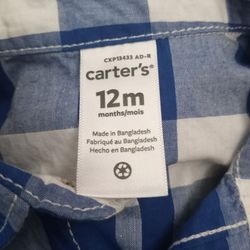 CXP13433 AD-R
carter's®
12m
months/mois
Made in Bangladesh
Fabriqué au Bangladesh
Hecho en Bangladesh